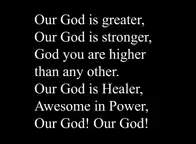 Our God is greater,
Our God is stronger,
God you are higher
than any other.
Our God is Healer,
Awesome in Power,
Our God! Our God!